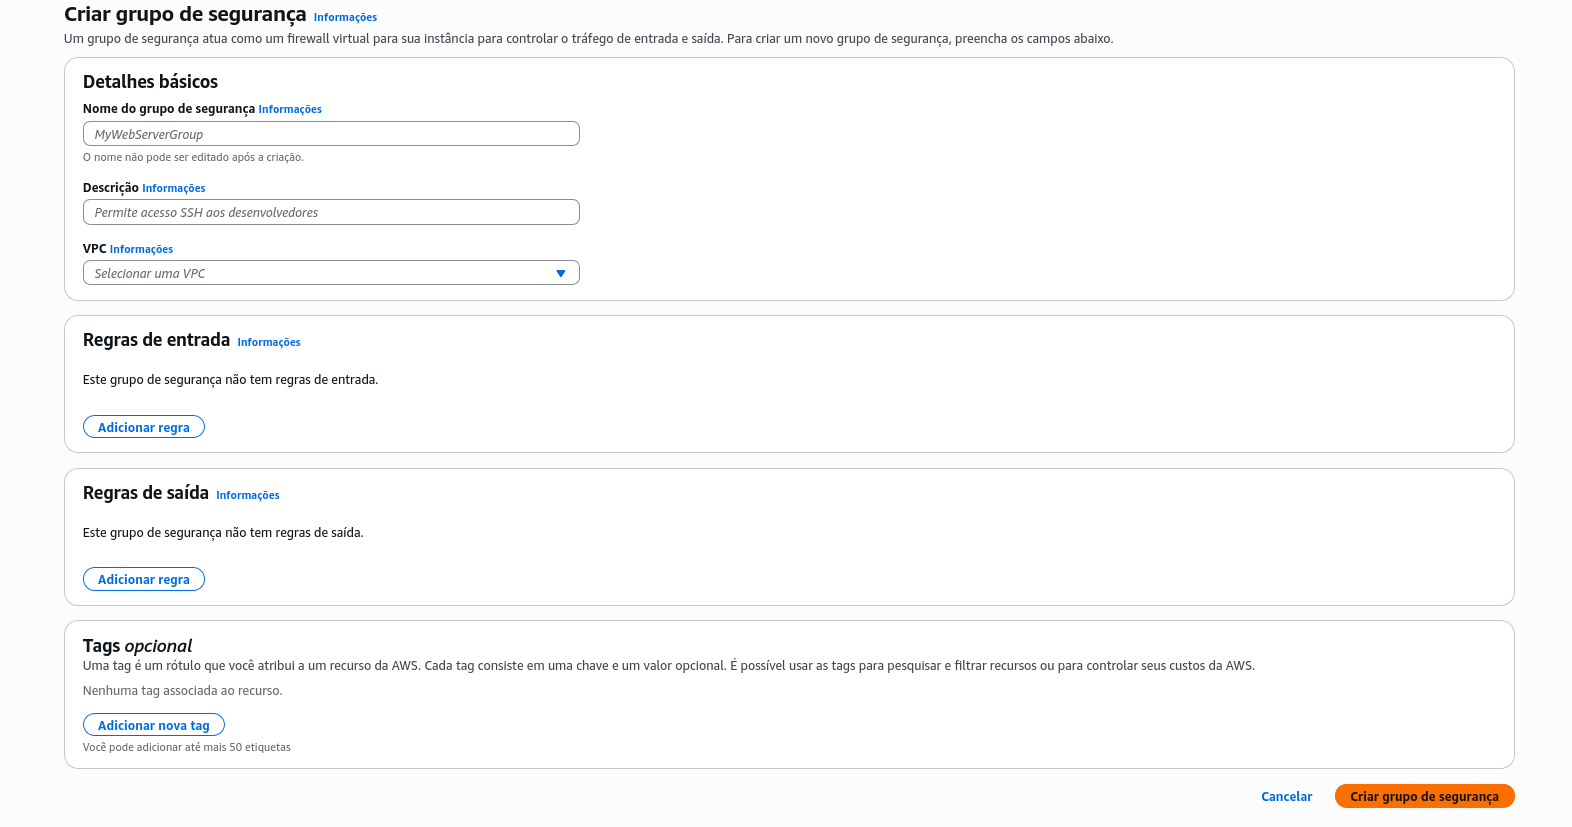 Criar grupo de segurança Informações
Um grupo de segurança atua como um firewall virtual para sua instância para controlar o tráfego de entrada e saída. Para criar um novo grupo de segurança, preencha os campos abaixo.
Detalhes básicos
Nome do grupo de segurança Informações
MyWebServerGroup
O nome não pode ser editado após a criação.
Descrição Informações
Permite acesso SSH aos desenvolvedores
VPC Informações
Selecionar uma VPC
Regras de entrada Informações
Este grupo de segurança não tem regras de entrada.
Adicionar regra
Regras de saída Informações
Este grupo de segurança não tem regras de saída.
Adicionar regra
Tags opcional
Uma tag é um rótulo que você atribui a um recurso da AWS. Cada tag consiste em uma chave e um valor opcional. É possível usar as tags para pesquisar e filtrar recursos ou para controlar seus custos da AWS.
Nenhuma tag associada ao recurso.
Adicionar nova tag
Você pode adicionar até mais 50 etiquetas
Cancelar Criar grupo de segurança